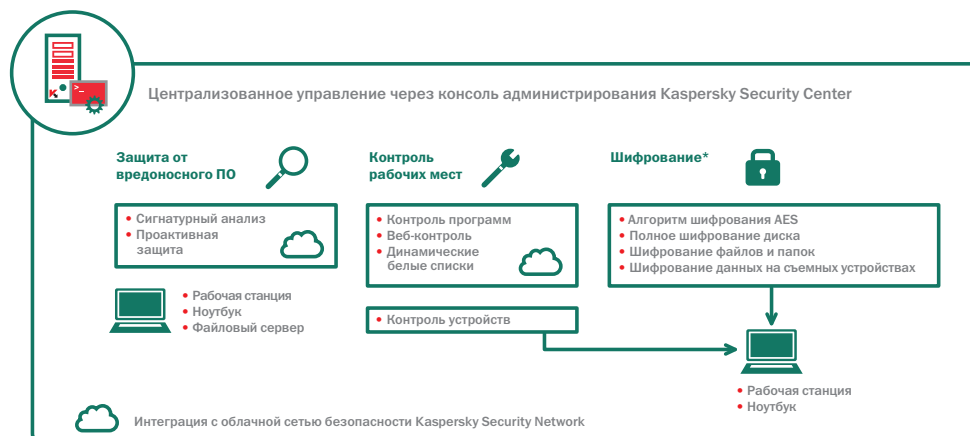 Централизованное управление через консоль администрирования Kaspersky Security Center
Защита от
вредоносного ПО
• Сигнатурный анализ
• Проактивная
защита
• Рабочая станция
• Ноутбук
• Файловый сервер
Контроль
рабочих мест
• Контроль программ
• Веб-контроль
• Динамические
белые списки
• Контроль устройств
Шифрование*
• Алгоритм шифрования AES
• Полное шифрование диска
• Шифрование файлов и папок
• Шифрование данных на съемных устройствах
• Рабочая станция
• Ноутбук
Интеграция с облачной сетью безопасности Kaspersky Security Network